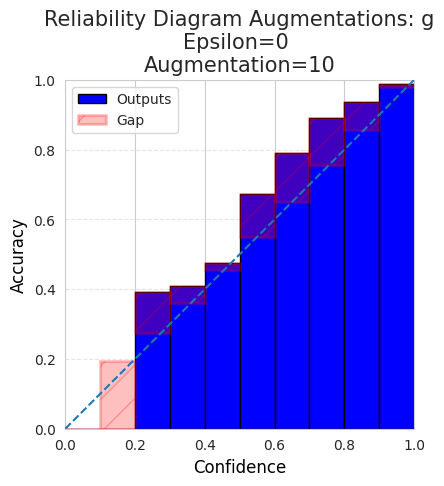 Reliability Diagram Augmentations: g
Epsilon=0
Augmentation=10
Outputs
Gap
Accuracy
1.0
0.8
0.6
0.4
0.2
0.0
0.0 0.2 0.4 0.6 0.8 1.0
Confidence